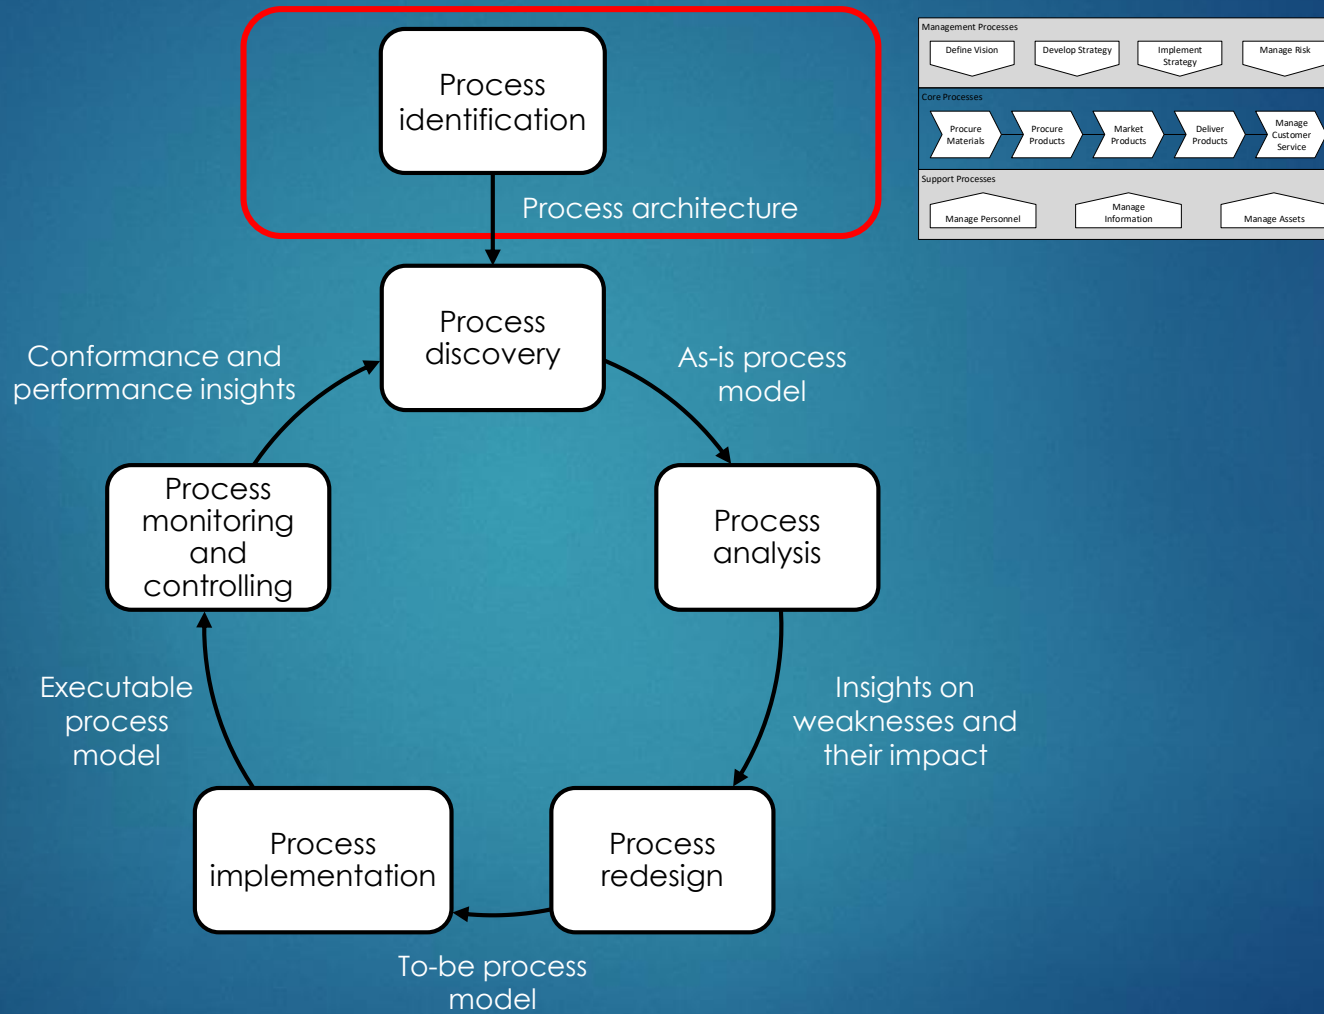 Process
identification
Process architecture
Process
discovery
Conformance and
performance insights
As-is process
model
Process
monitoring
and
controlling
Process
analysis
Executable
process
model
Insights on
weaknesses and
their impact
Process
implementation
Process
redesign
To-be process
model
Management Processes
Define Vision
Develop Strategy
Implement
Strategy
Manage Risk
Core Processes
Procure
Materials
Procure
Products
Market
Products
Deliver
Products
Manage
Customer
Service
Support Processes
Manage Personnel
Manage
Information
Manage Assets